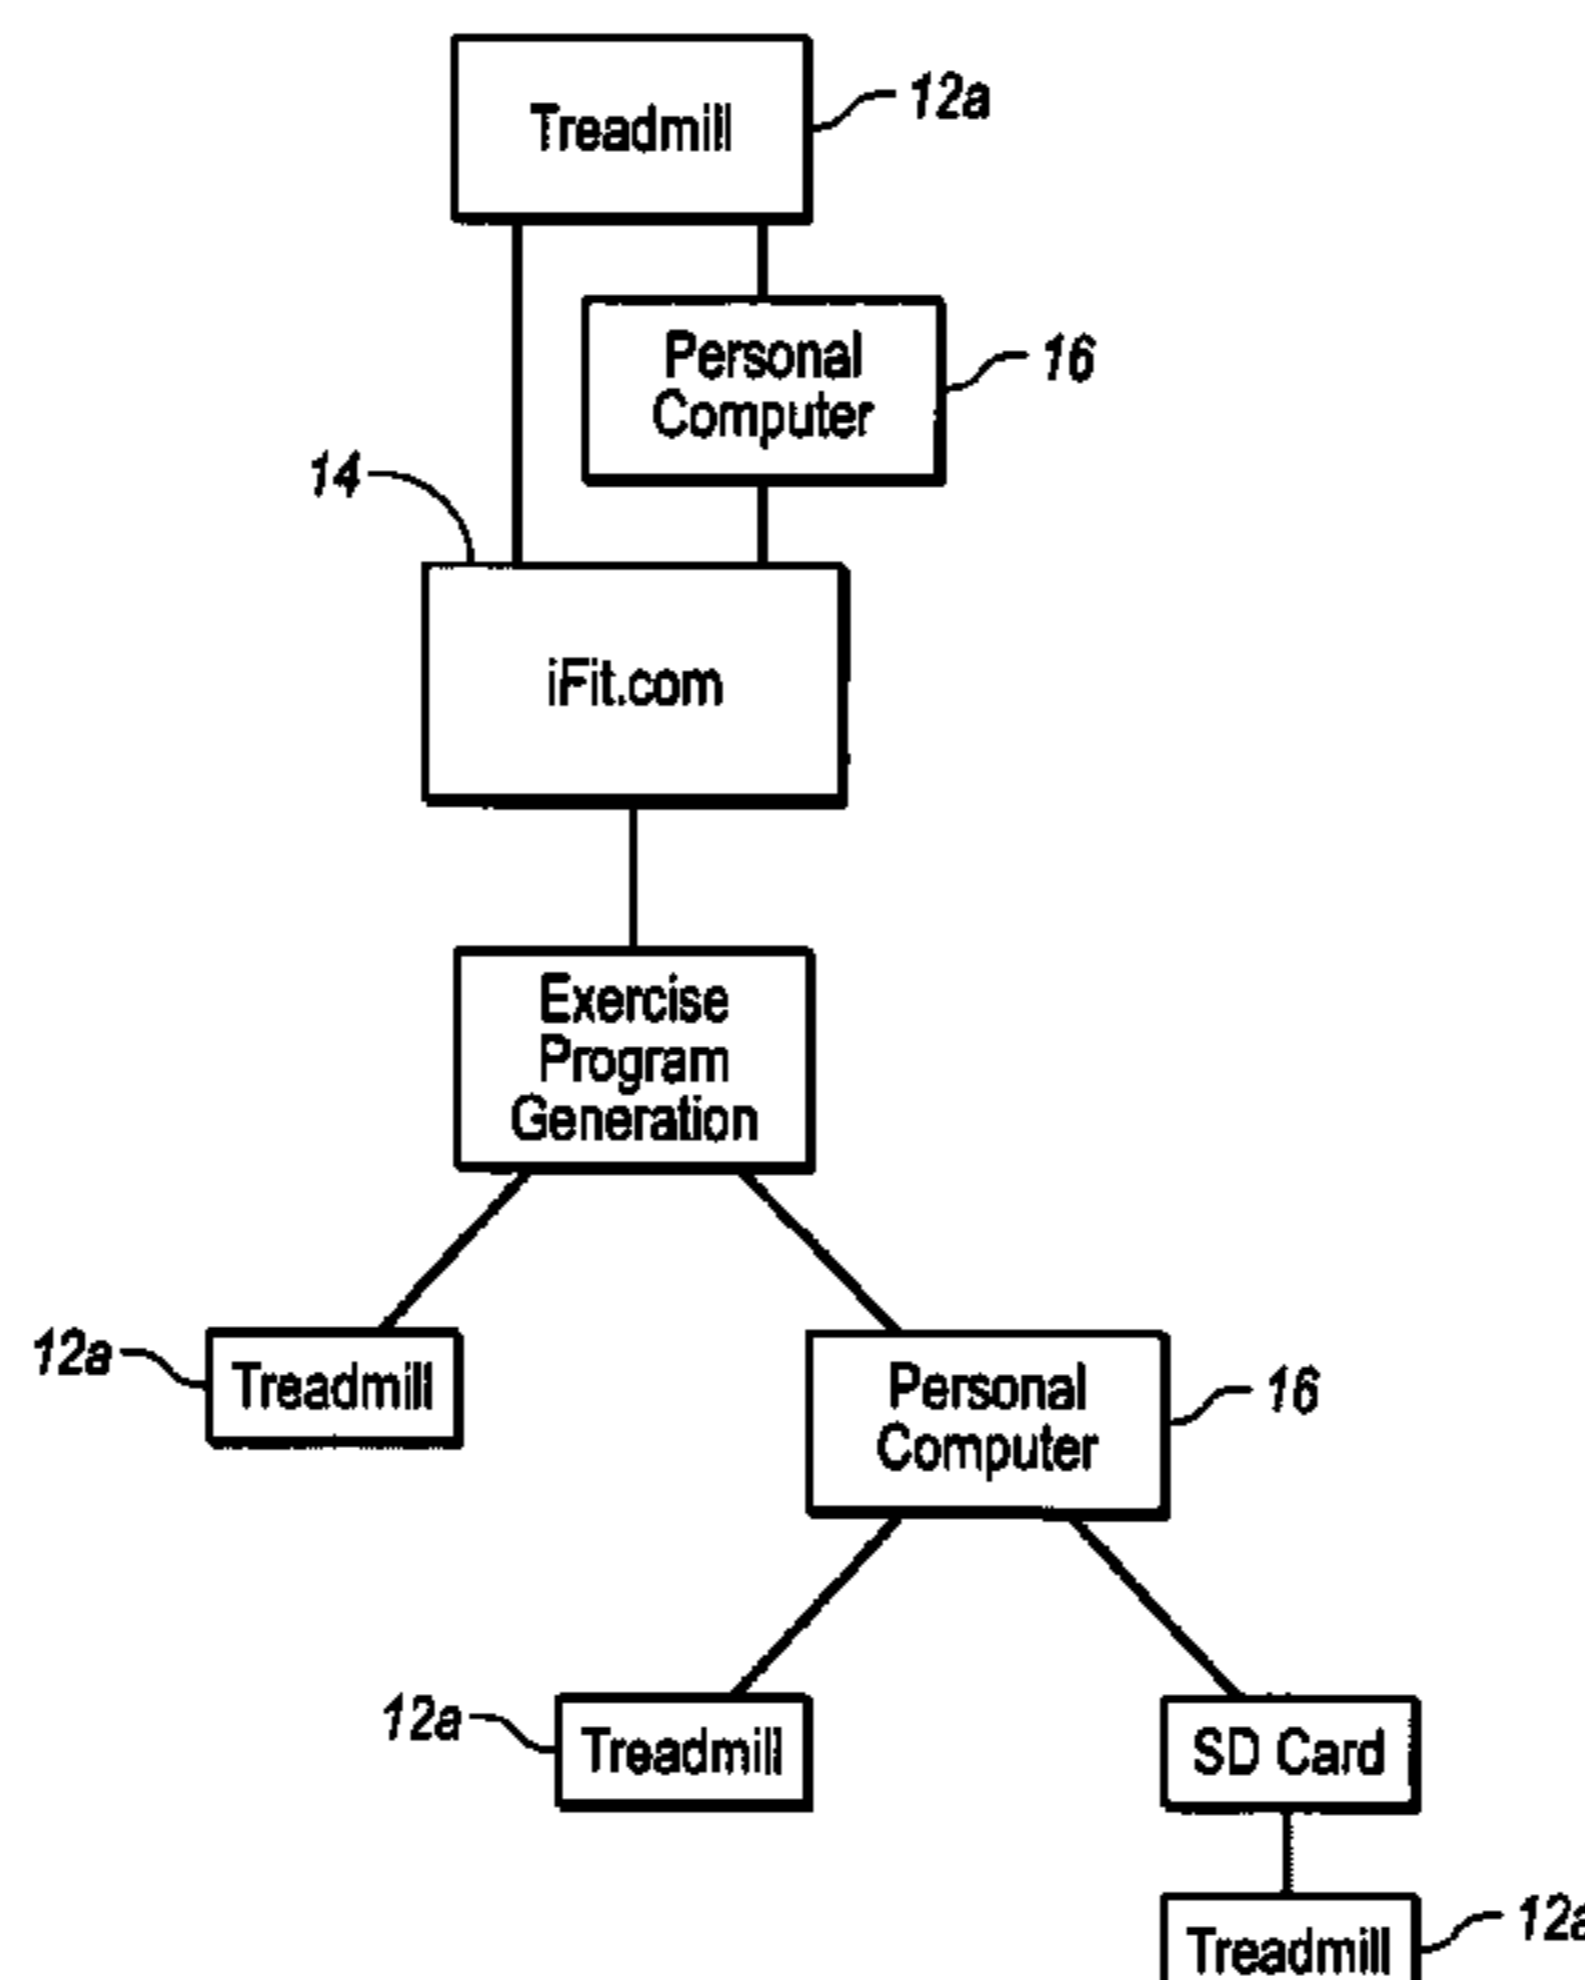 Treadmill
12a
Personal
Computer
16
14
iFit.com
Exercise
Program
Generation
12a
Treadmill
Personal
Computer
16
12a
Treadmill
SD Card
Treadmill
12a